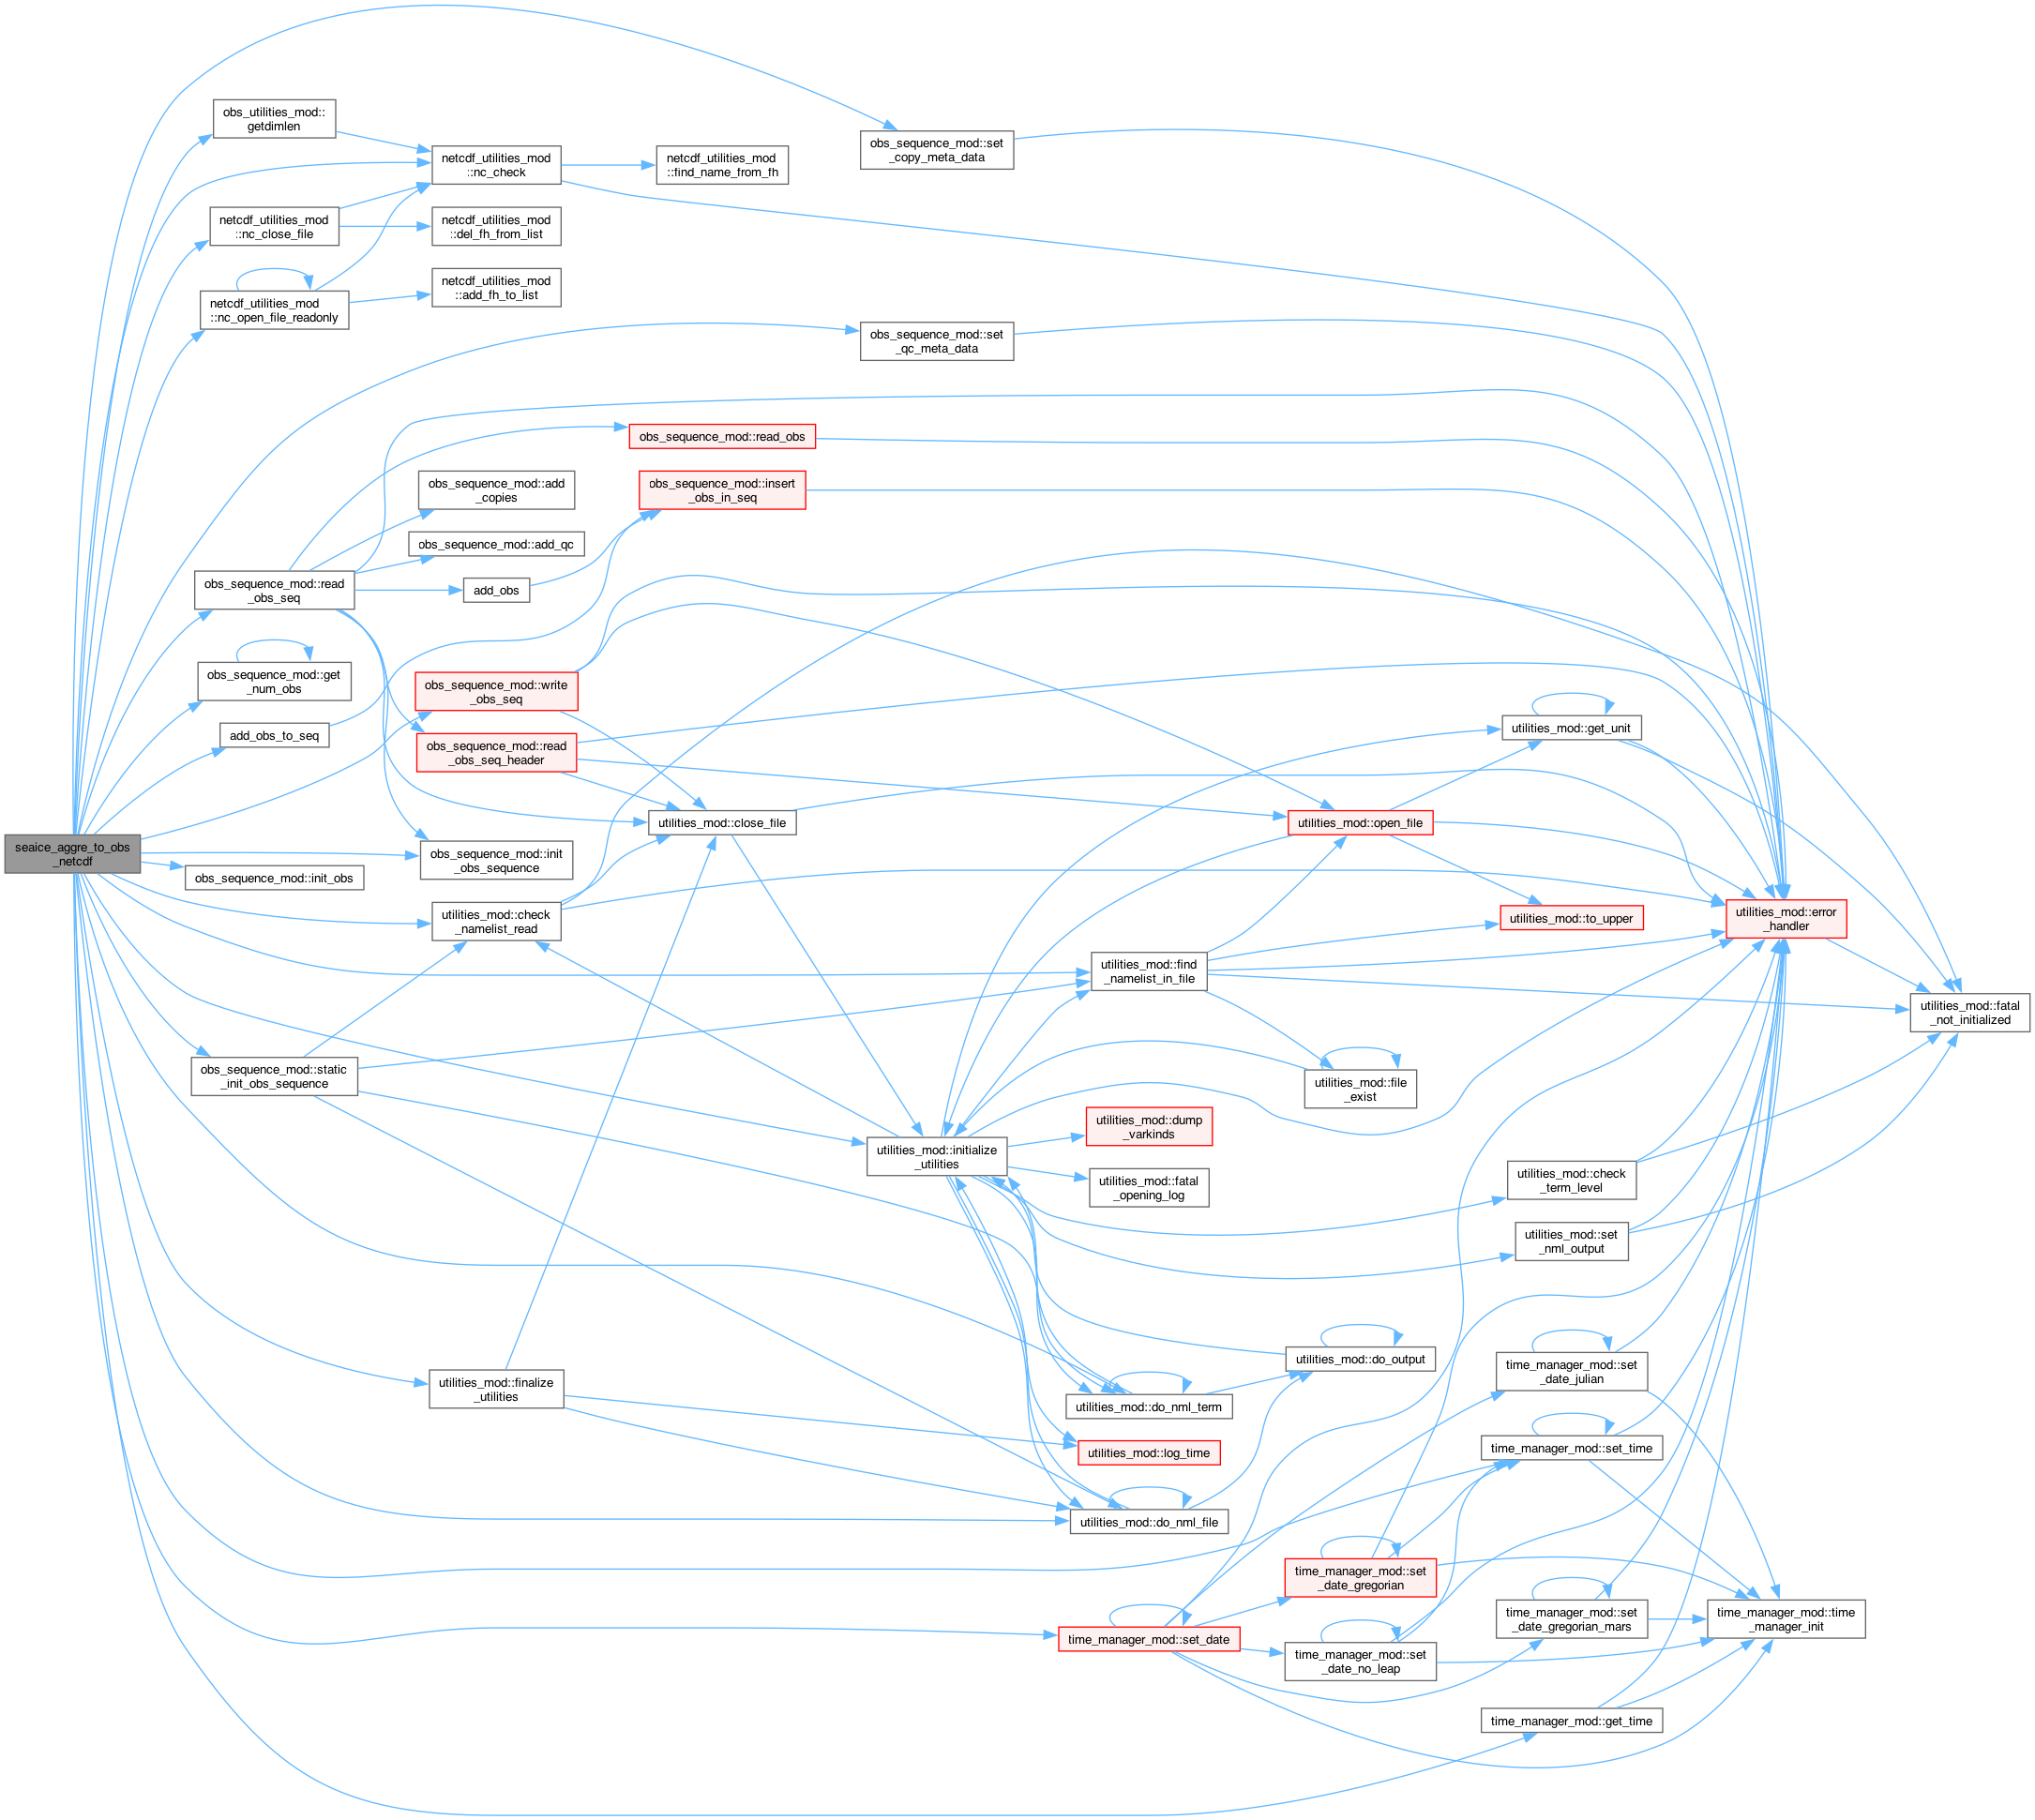 seaice_aggre_to_obs
_netcdf
obs_utilities_mod::
getdimlen
netcdf_utilities_mod
::nc_close_file
netcdf_utilities_mod
::nc_open_file_readonly
obs_sequence_mod::read
_obs_seq
obs_sequence_mod::get
_num_obs
add_obs_to_seq
obs_sequence_mod::init_obs
obs_sequence_mod::static
_init_obs_sequence
netcdf_utilities_mod
::nc_check
netcdf_utilities_mod
::del_fh_from_list
netcdf_utilities_mod
::add_fh_to_list
obs_sequence_mod::add
_copies
obs_sequence_mod::add_qc
add_obs
obs_sequence_mod::write
_obs_seq
obs_sequence_mod::read
_obs_seq_header
obs_sequence_mod::init
_obs_sequence
utilities_mod::check
_namelist_read
utilities_mod::finalize
_utilities
netcdf_utilities_mod
::find_name_from_fh
obs_sequence_mod::read_obs
obs_sequence_mod::insert
_obs_in_seq
utilities_mod::close_file
obs_sequence_mod::set
_copy_meta_data
obs_sequence_mod::set
_qc_meta_data
utilities_mod::initialize
_utilities
utilities_mod::find
_namelist_in_file
utilities_mod::dump
_varkinds
utilities_mod::fatal
_opening_log
utilities_mod::do_nml_term
utilities_mod::log_time
utilities_mod::do_nml_file
time_manager_mod::set_date
utilities_mod::open_file
utilities_mod::file
_exist
utilities_mod::do_output
time_manager_mod::set
_date_gregorian
time_manager_mod::set
_date_no_leap
utilities_mod::get_unit
utilities_mod::to_upper
utilities_mod::check
_term_level
utilities_mod::set
_nml_output
time_manager_mod::set
_date_julian
time_manager_mod::set_time
time_manager_mod::set
_date_gregorian_mars
time_manager_mod::get_time
utilities_mod::error
_handler
time_manager_mod::time
_manager_init
utilities_mod::fatal
_not_initialized